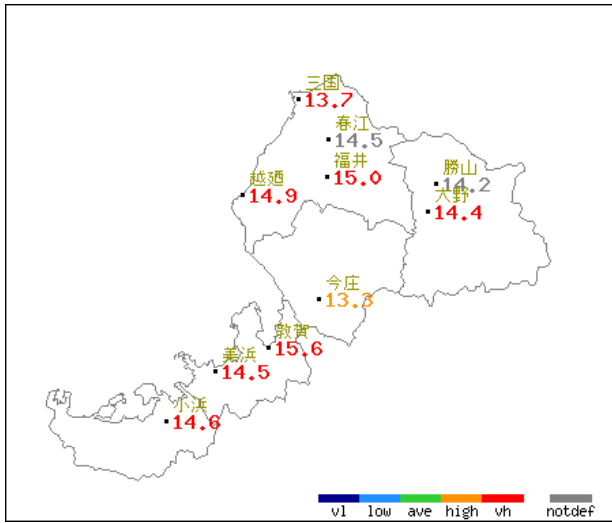 三国
13.7
春江
14.5
福井
15.0
勝山
14.2
大野
14.4
越廼
14.9
今庄
13.3
敦賀
15.6
美浜
14.5
小浜
14.6
vl low ave high vh notdef